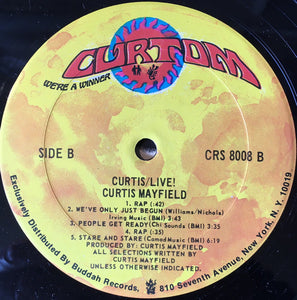 CURTOM
WE'RE A WINNER
SIDE B
CRS 8008 B
CURTIS/LIVE!
CURTIS MAYFIELD
1. RAP (:42)
2. WE'VE ONLY JUST BEGUN (Williams/Nichols)
Irving Music (BMI) 3:43
3. PEOPLE GET READY (Chi Sounds (BMI) 3:35
4. RAP (:35)
5. STARE AND STARE (Camad Music (BMI) 6:19
PRODUCED BY: CURTIS MAYFIELD
ALL SELECTIONS WRITTEN BY
CURTIS MAYFIELD
UNLESS OTHERWISE INDICATED.
Exclusively Distributed By Buddah Records, 810 Seventh Avenue, New York, N.Y. 10019